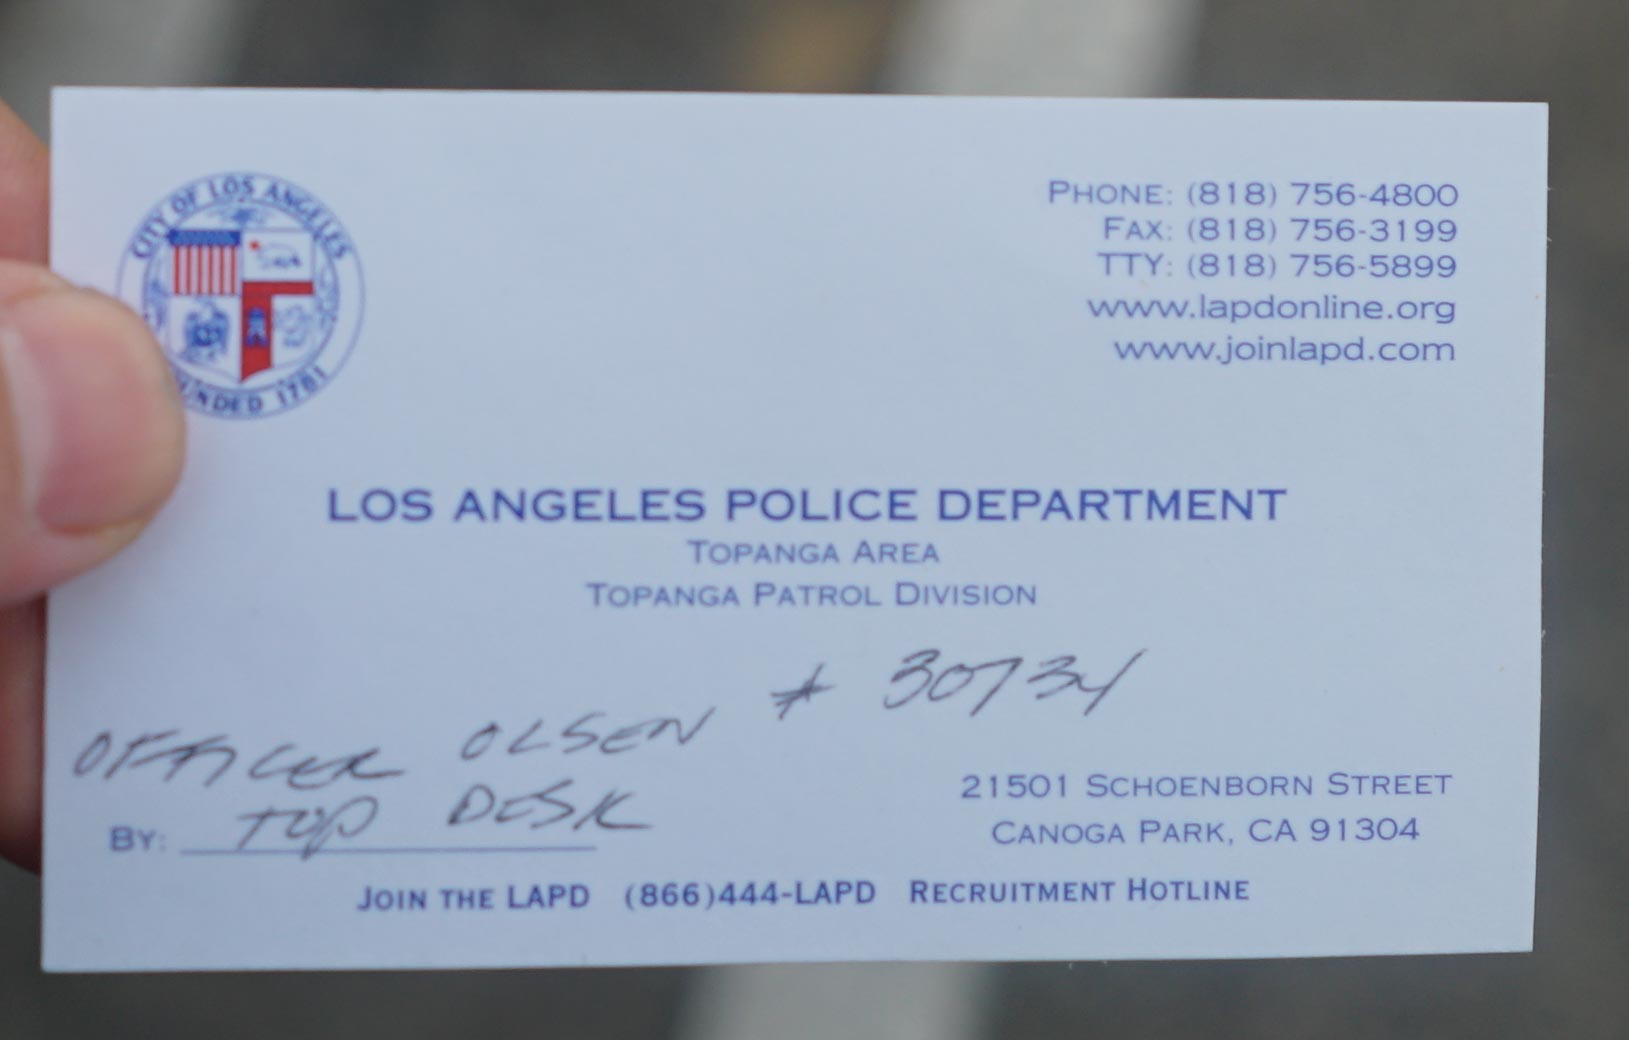 CITY OF LOS ANGELES
UNDED 1781
PHONE: (818) 756-4800
FAX: (818) 756-3199
TTY: (818) 756-5899
www.lapdonline.org
www.joinlapd.com
LOS ANGELES POLICE DEPARTMENT
TOPANGA AREA
TOPANGA PATROL DIVISION
OFFICER OLSEN # 30734
TOP DESK
BY:
21501 SCHOENBORN STREET
CANOGA PARK, CA 91304
JOIN THE LAPD (866)444-LAPD RECRUITMENT HOTLINE